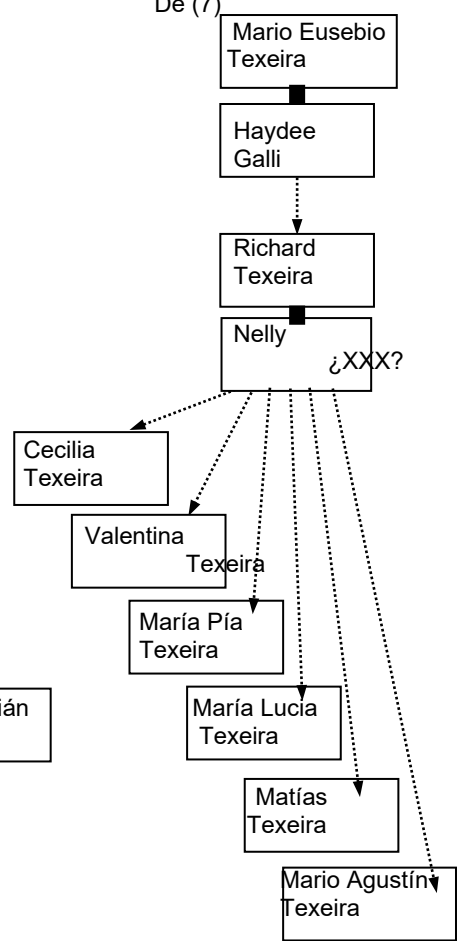 De (7)
Mario Eusebio
Texeira
Haydee
Galli
Richard
Texeira
Nelly
¿XXX?
Cecilia
Texeira
Valentina
Texeira
María Pía
Texeira
ián
María Lucia
Texeira
Matías
Texeira
Mario Agustín
Texeira